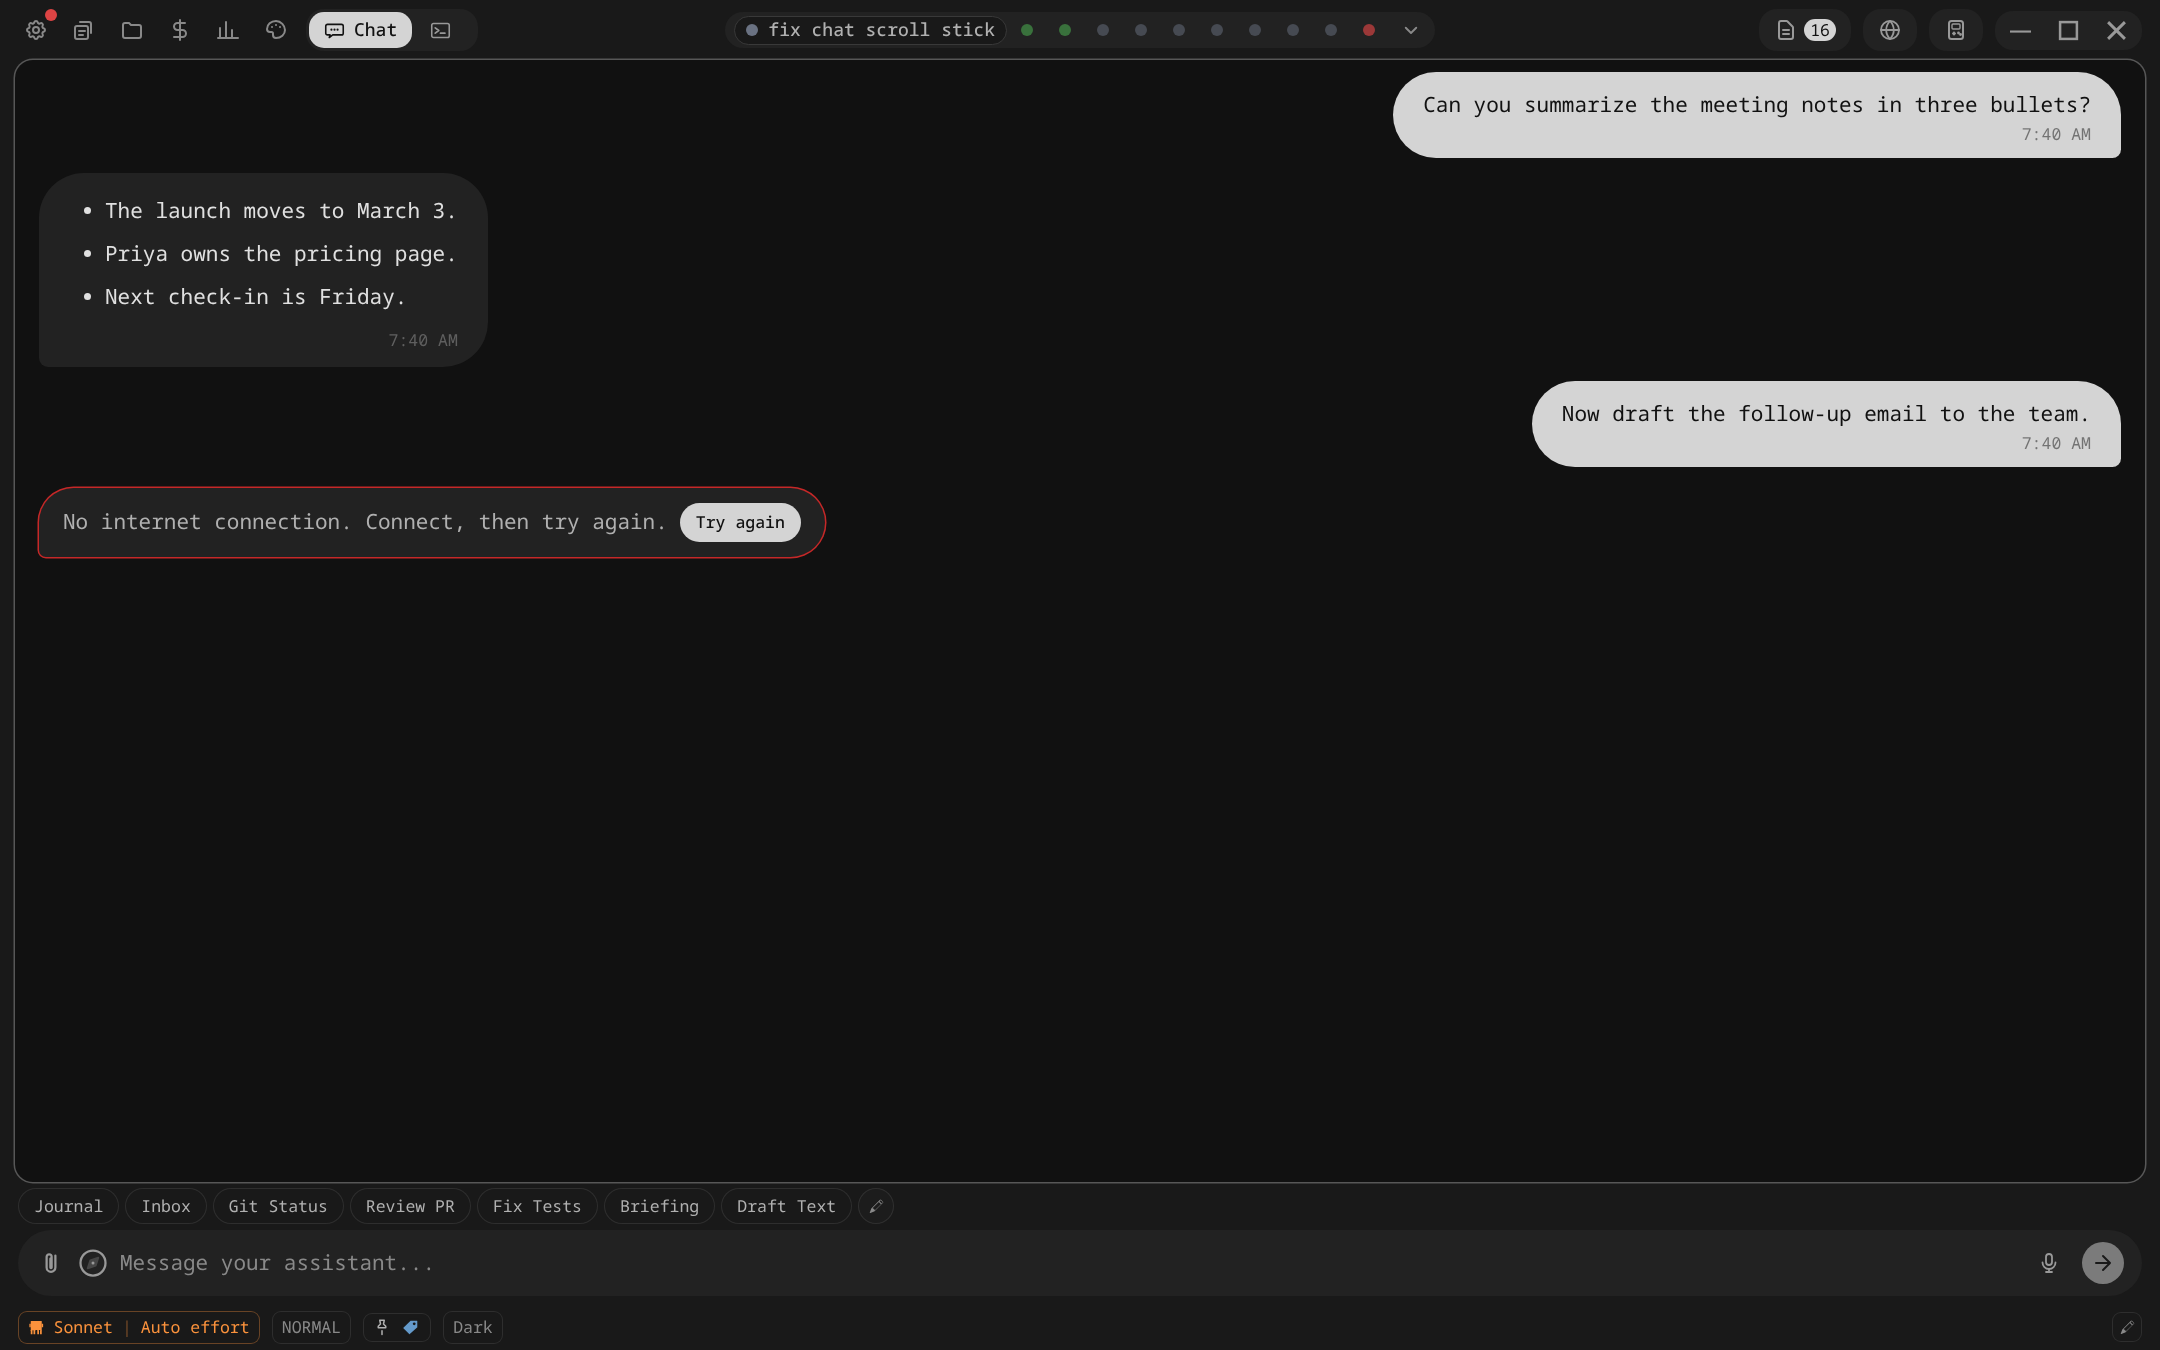 Chat
fix chat scroll stick
16
Can you summarize the meeting notes in three bullets?
7:40 AM
• The launch moves to March 3.
• Priya owns the pricing page.
• Next check-in is Friday.
7:40 AM
Now draft the follow-up email to the team.
7:40 AM
No internet connection. Connect, then try again. Try again
Journal Inbox Git Status Review PR Fix Tests Briefing Draft Text
Message your assistant...
Sonnet | Auto effort NORMAL Dark